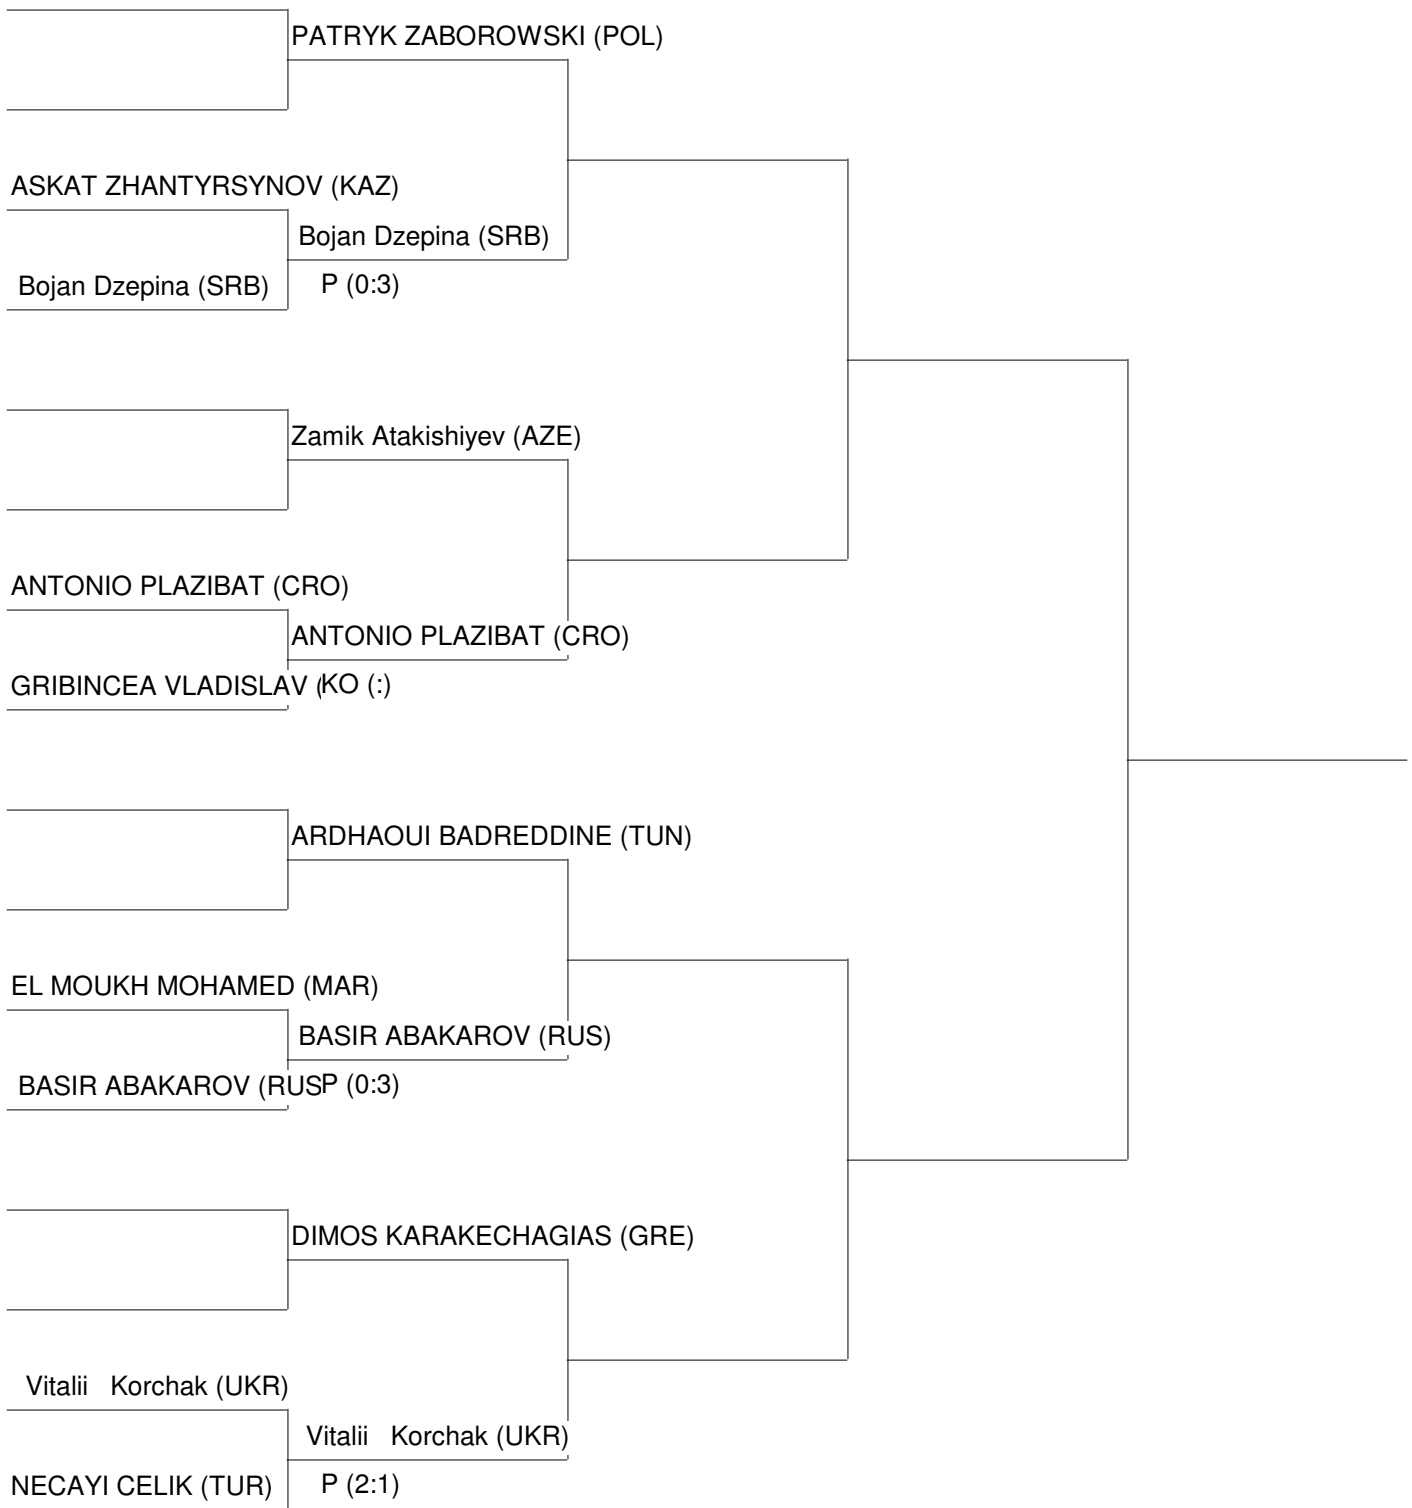 PATRYK ZABOROWSKI (POL)
ASKAT ZHANTYRSYNOV (KAZ)
Bojan Dzepina (SRB)
Bojan Dzepina (SRB)
P (0:3)
Zamik Atakishiyev (AZE)
ANTONIO PLAZIBAT (CRO)
ANTONIO PLAZIBAT (CRO)
GRIBINCEA VLADISLAV (
KO (:)
ARDHAOUI BADREDDINE (TUN)
EL MOUKH MOHAMED (MAR)
BASIR ABAKAROV (RUS)
BASIR ABAKAROV (RUS
P (0:3)
DIMOS KARAKECHAGIAS (GRE)
Vitalii Korchak (UKR)
Vitalii Korchak (UKR)
NECAYI CELIK (TUR)
P (2:1)